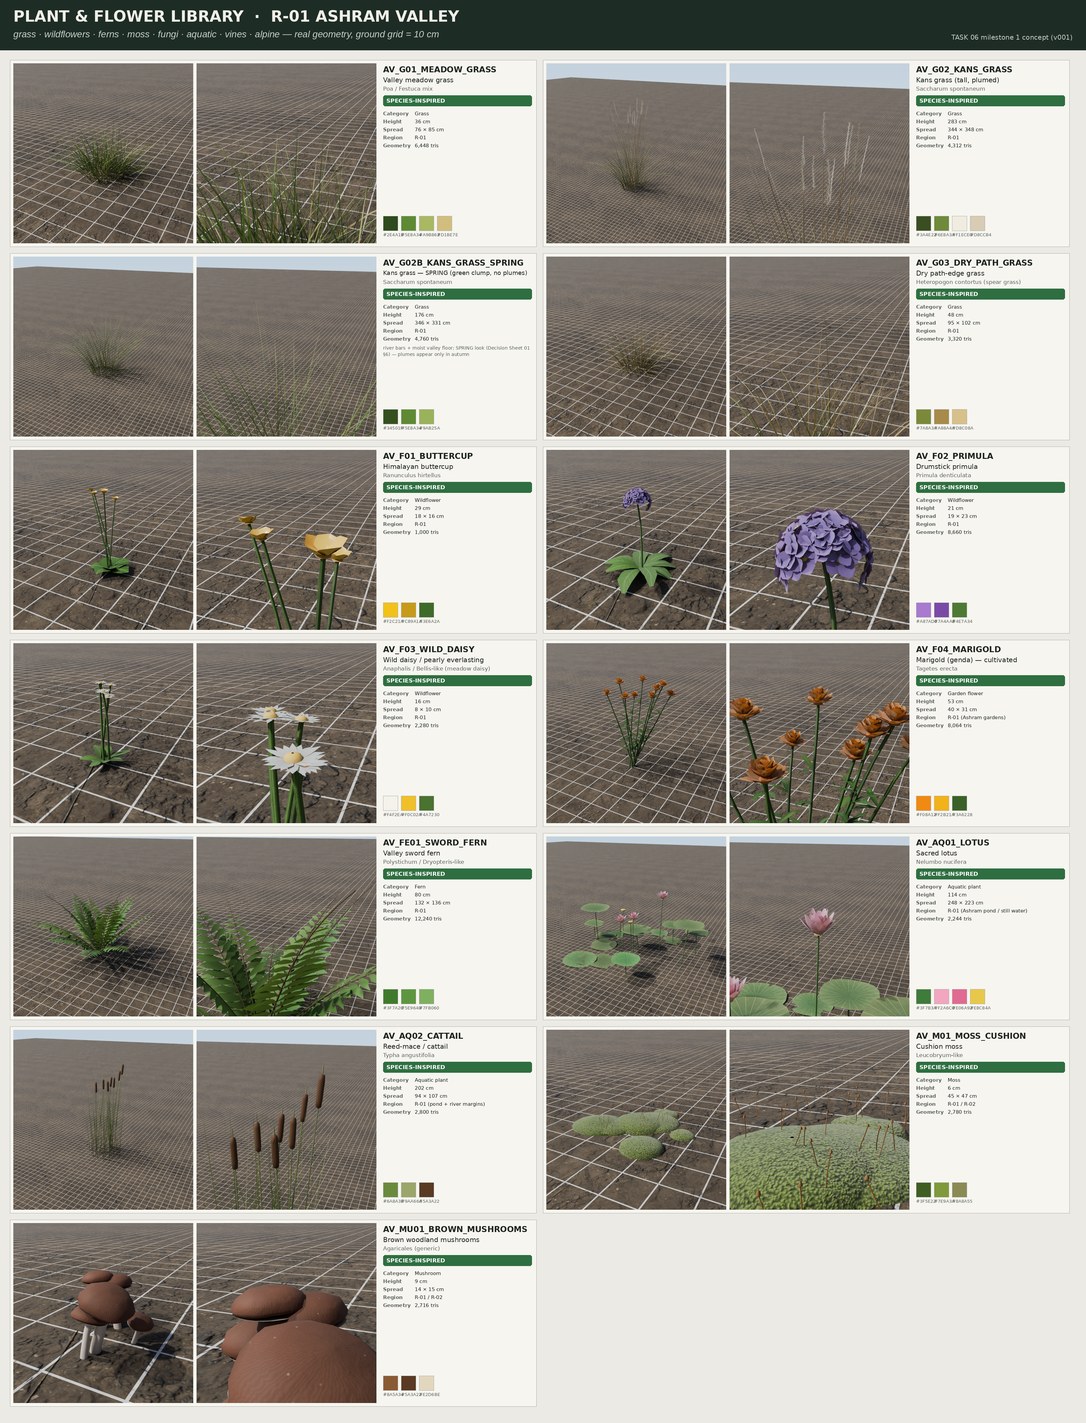 PLANT & FLOWER LIBRARY · R-01 ASHRAM VALLEY
grass · wildflowers · ferns · moss · fungi · aquatic · vines · alpine — real geometry, ground grid = 10 cm
TASK 06 milestone 1 concept (v001)
AV_G01_MEADOW_GRASS
Valley meadow grass
Poa / Festuca mix
SPECIES-INSPIRED
Category Grass
Height 36 cm
Spread 76 × 85 cm
Region R-01
Geometry 6,448 tris
AV_G02_KANS_GRASS
Kans grass (tall, plumed)
Saccharum spontaneum
SPECIES-INSPIRED
Category Grass
Height 283 cm
Spread 344 × 348 cm
Region R-01
Geometry 4,312 tris
AV_G02B_KANS_GRASS_SPRING
Kans grass — SPRING (green clump, no plumes)
Saccharum spontaneum
SPECIES-INSPIRED
Category Grass
Height 176 cm
Spread 346 × 331 cm
Region R-01
Geometry 4,760 tris
river bars + moist valley floor; SPRING look (Decision Sheet 01
§6) — plumes appear only in autumn
AV_G03_DRY_PATH_GRASS
Dry path-edge grass
Heteropogon contortus (spear grass)
SPECIES-INSPIRED
Category Grass
Height 48 cm
Spread 95 × 102 cm
Region R-01
Geometry 3,320 tris
AV_F01_BUTTERCUP
Himalayan buttercup
Ranunculus hirtellus
SPECIES-INSPIRED
Category Wildflower
Height 29 cm
Spread 18 × 16 cm
Region R-01
Geometry 1,000 tris
AV_F02_PRIMULA
Drumstick primula
Primula denticulata
SPECIES-INSPIRED
Category Wildflower
Height 21 cm
Spread 19 × 23 cm
Region R-01
Geometry 8,660 tris
AV_F03_WILD_DAISY
Wild daisy / pearly everlasting
Anaphalis / Bellis-like (meadow daisy)
SPECIES-INSPIRED
Category Wildflower
Height 16 cm
Spread 8 × 10 cm
Region R-01
Geometry 2,280 tris
AV_F04_MARIGOLD
Marigold (genda) — cultivated
Tagetes erecta
SPECIES-INSPIRED
Category Garden flower
Height 53 cm
Spread 40 × 31 cm
Region R-01 (Ashram gardens)
Geometry 8,064 tris
AV_FE01_SWORD_FERN
Valley sword fern
Polystichum / Dryopteris-like
SPECIES-INSPIRED
Category Fern
Height 80 cm
Spread 132 × 136 cm
Region R-01
Geometry 12,240 tris
AV_AQ01_LOTUS
Sacred lotus
Nelumbo nucifera
SPECIES-INSPIRED
Category Aquatic plant
Height 114 cm
Spread 248 × 223 cm
Region R-01 (Ashram pond / still water)
Geometry 2,244 tris
AV_AQ02_CATTAIL
Reed-mace / cattail
Typha angustifolia
SPECIES-INSPIRED
Category Aquatic plant
Height 202 cm
Spread 94 × 107 cm
Region R-01 (pond + river margins)
Geometry 2,800 tris
AV_M01_MOSS_CUSHION
Cushion moss
Leucobryum-like
SPECIES-INSPIRED
Category Moss
Height 6 cm
Spread 45 × 47 cm
Region R-01 / R-02
Geometry 2,780 tris
AV_MU01_BROWN_MUSHROOMS
Brown woodland mushrooms
Agaricales (generic)
SPECIES-INSPIRED
Category Mushroom
Height 9 cm
Spread 14 × 15 cm
Region R-01 / R-02
Geometry 2,716 tris